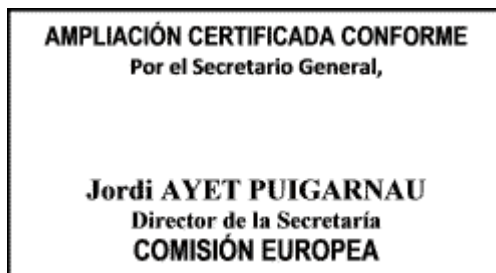 AMPLIACIÓN CERTIFICADA CONFORME
Por el Secretario General,
Jordi AYET PUIGARNAU
Director de la Secretaría
COMISIÓN EUROPEA